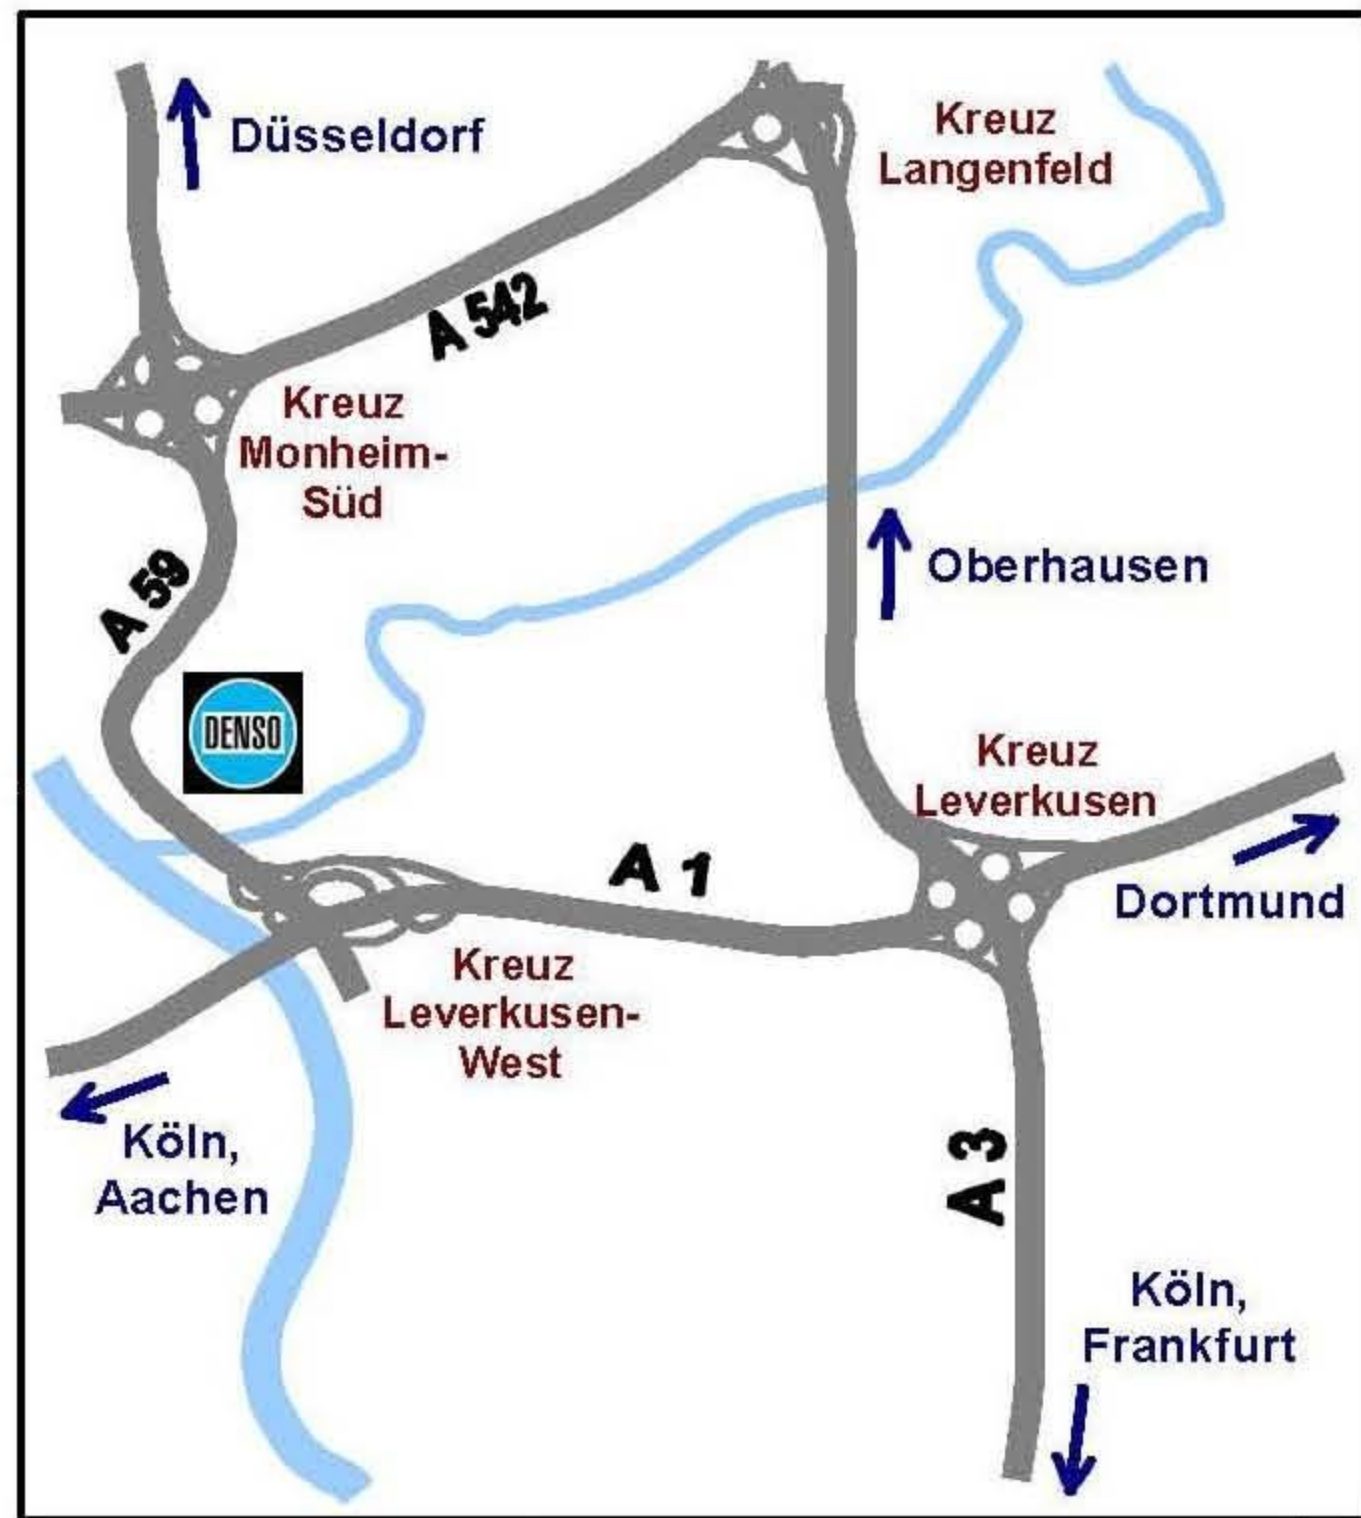 Düsseldorf
Kreuz
Langenfeld
A 542
Kreuz
Monheim-
Süd
A 59
Oberhausen
DENSO
Kreuz
Leverkusen
A 1
Dortmund
Kreuz
Leverkusen-
West
Köln,
Aachen
A 3
Köln,
Frankfurt